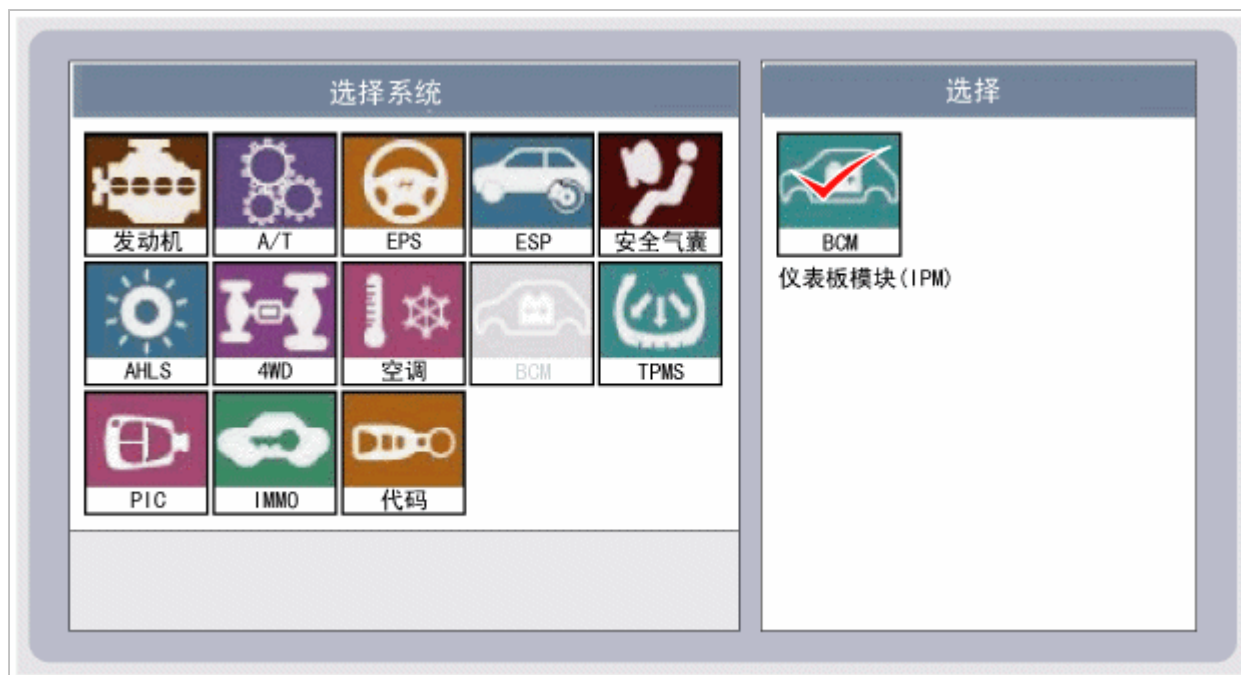 选择系统
发动机 A/T EPS ESP 安全气囊
AHLS 4WD 空调 BCM TPMS
PIC IMMO 代码
选择
BCM
仪表板模块(IPM)